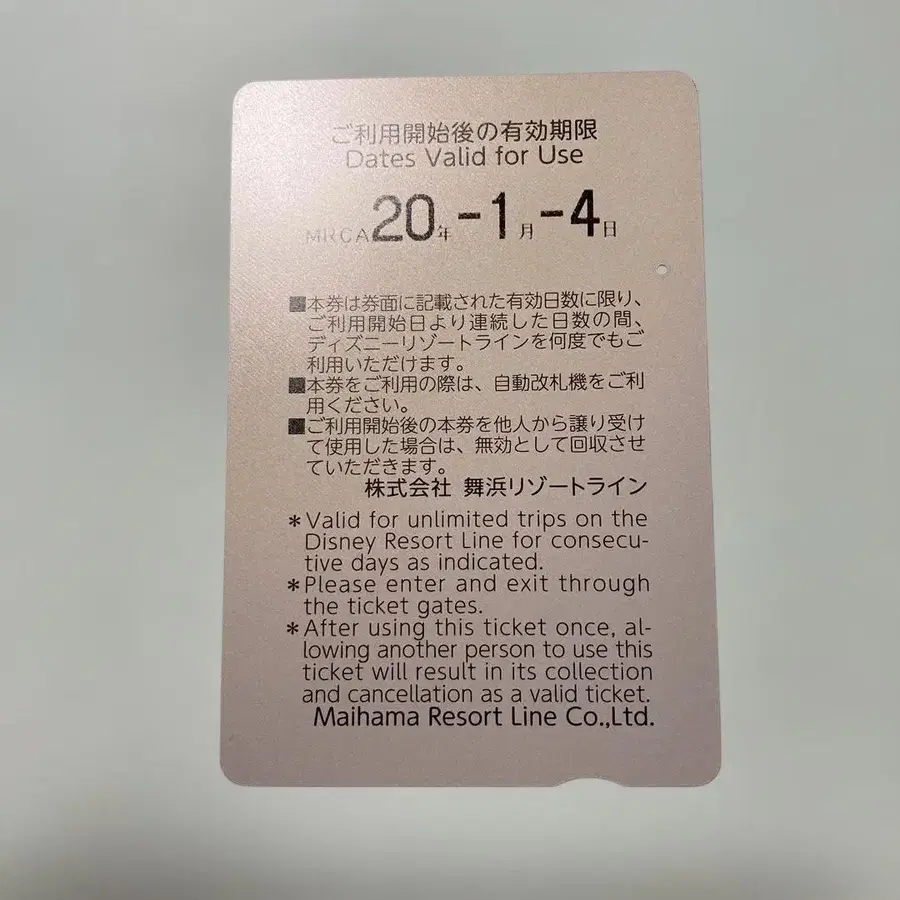 ご利用開始後の有効期限
Dates Valid for Use
MRCA20年-1月-4日
■本券は券面に記載された有効日数に限り、
ご利用開始日より連続した日数の間、
ディズニーリゾートラインを何度でもご
利用いただけます。
■本券をご利用の際は、自動改札機をご利
用ください。
■ご利用開始後の本券を他人から譲り受け
て使用した場合は、無効として回収させ
ていただきます。
株式会社 舞浜リゾートライン
*Valid for unlimited trips on the
Disney Resort Line for consecu-
tive days as indicated.
*Please enter and exit through
the ticket gates.
*After using this ticket once, al-
lowing another person to use this
ticket will result in its collection
and cancellation as a valid ticket.
Maihama Resort Line Co.,Ltd.